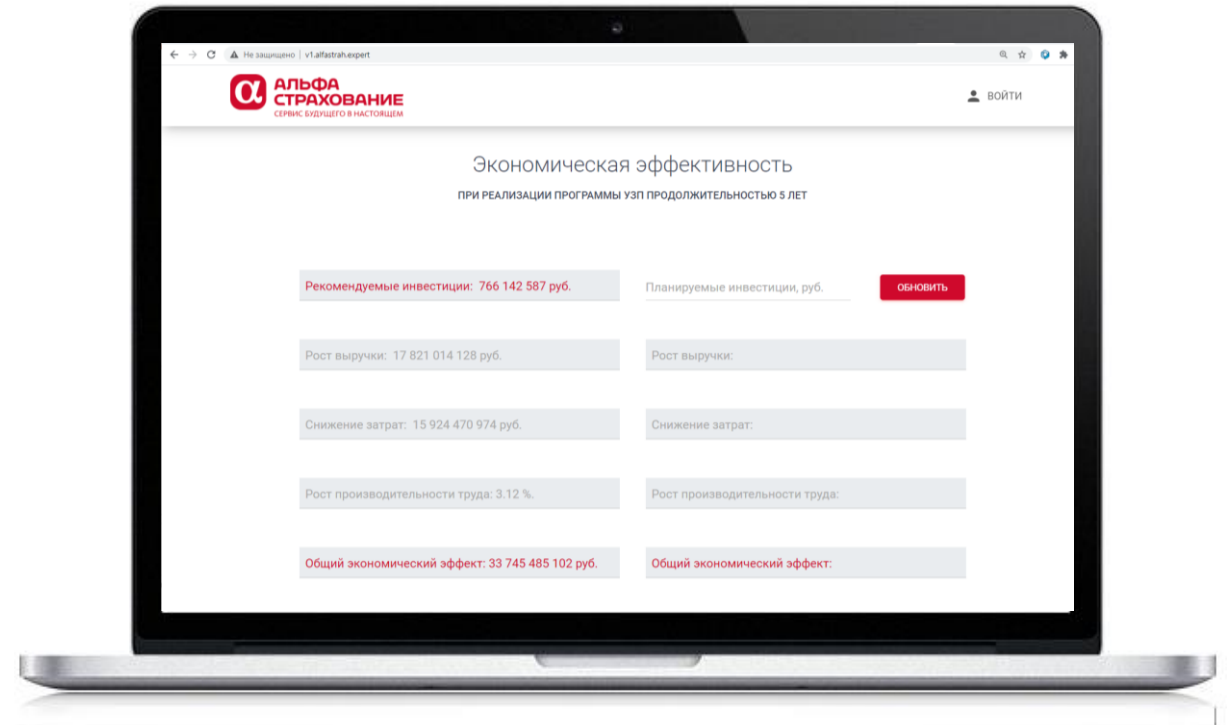 Не защищено | v1.alfastrah.expert
АЛЬФА
СТРАХОВАНИЕ
СЕРВИС БУДУЩЕГО В НАСТОЯЩЕМ
ВОЙТИ
Экономическая эффективность
ПРИ РЕАЛИЗАЦИИ ПРОГРАММЫ УЗП ПРОДОЛЖИТЕЛЬНОСТЬЮ 5 ЛЕТ
Рекомендуемые инвестиции: 766 142 587 руб.
Планируемые инвестиции, руб.
ОБНОВИТЬ
Рост выручки: 17 821 014 128 руб.
Рост выручки:
Снижение затрат: 15 924 470 974 руб.
Снижение затрат:
Рост производительности труда: 3.12 %.
Рост производительности труда:
Общий экономический эффект: 33 745 485 102 руб.
Общий экономический эффект: